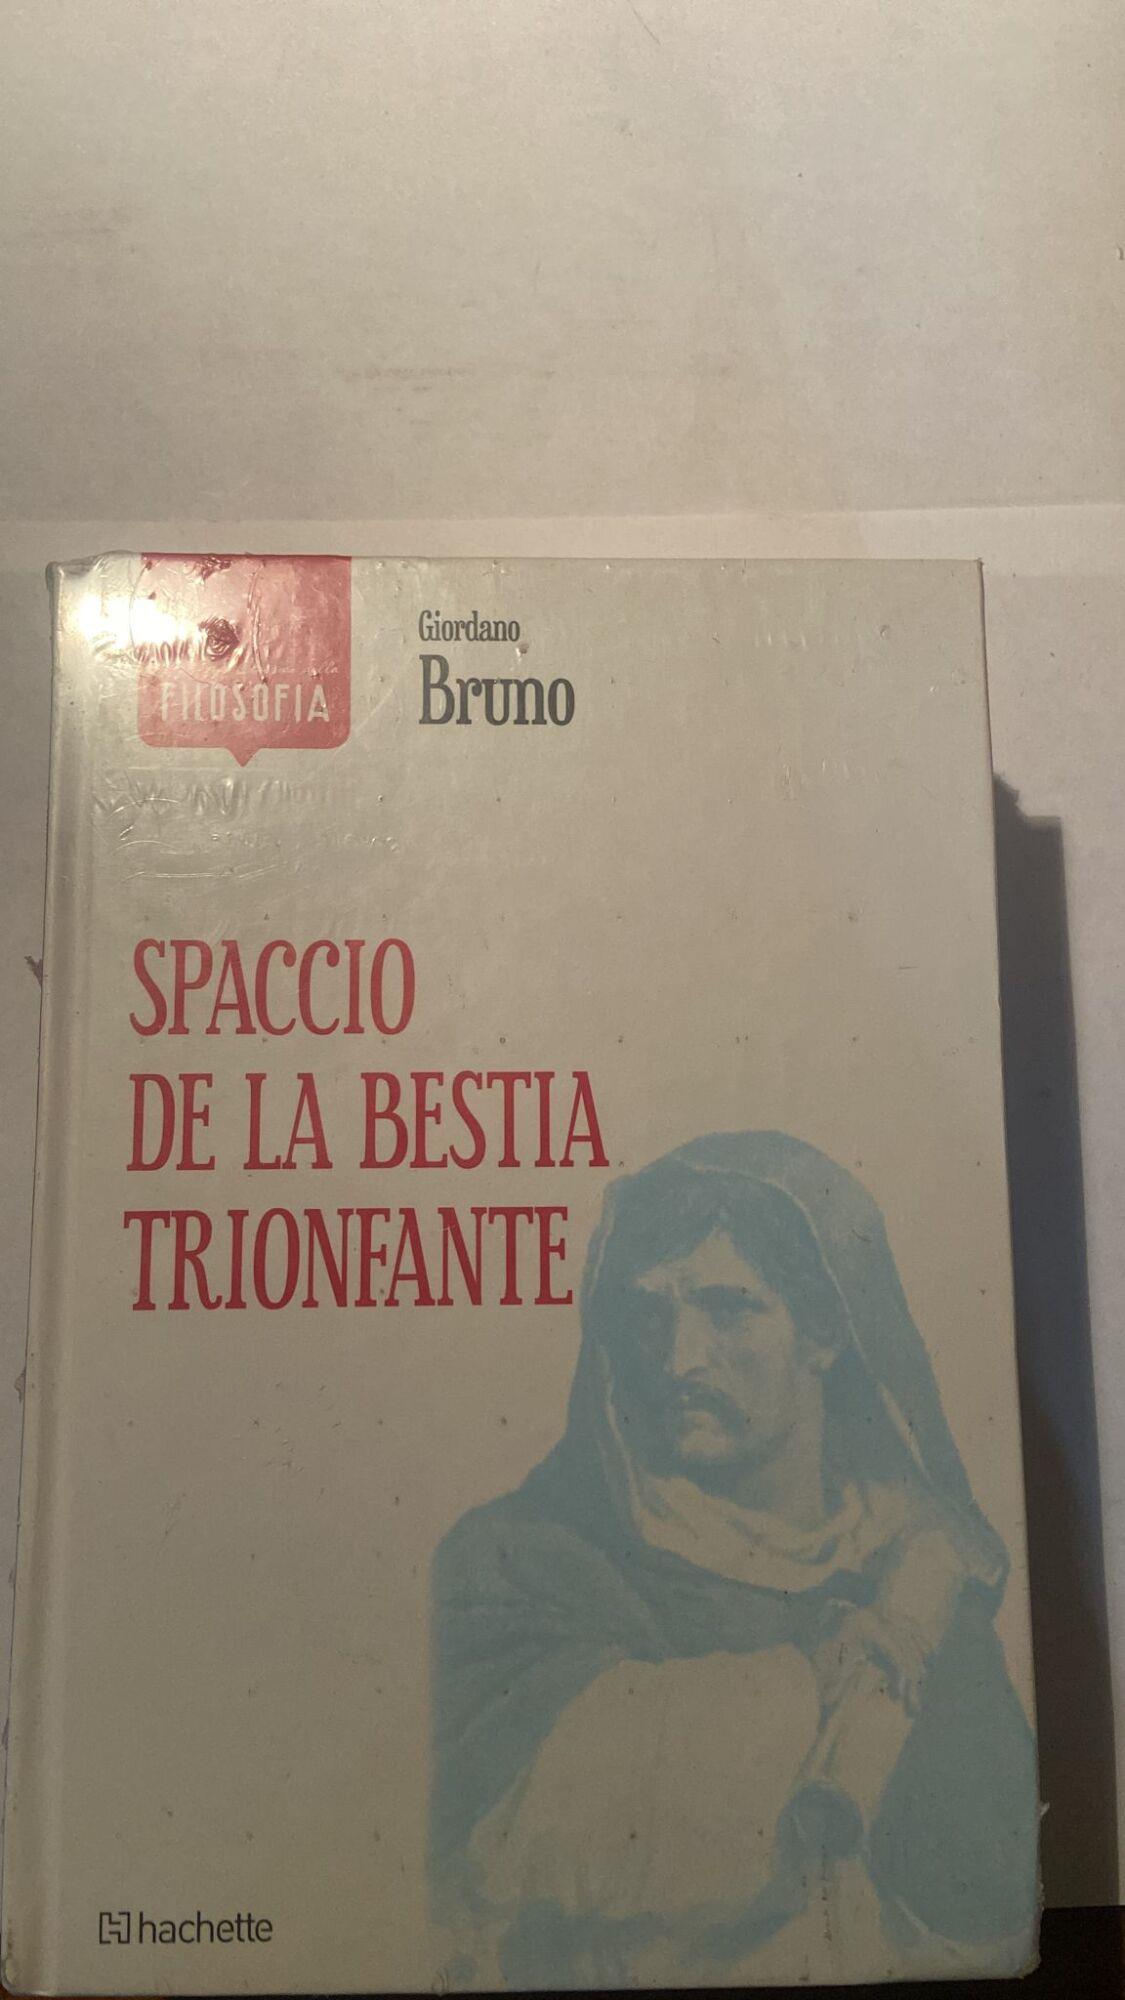 Giordano
Bruno
FILOSOFIA
SPACCIO
DE LA BESTIA
TRIONFANTE
hachette